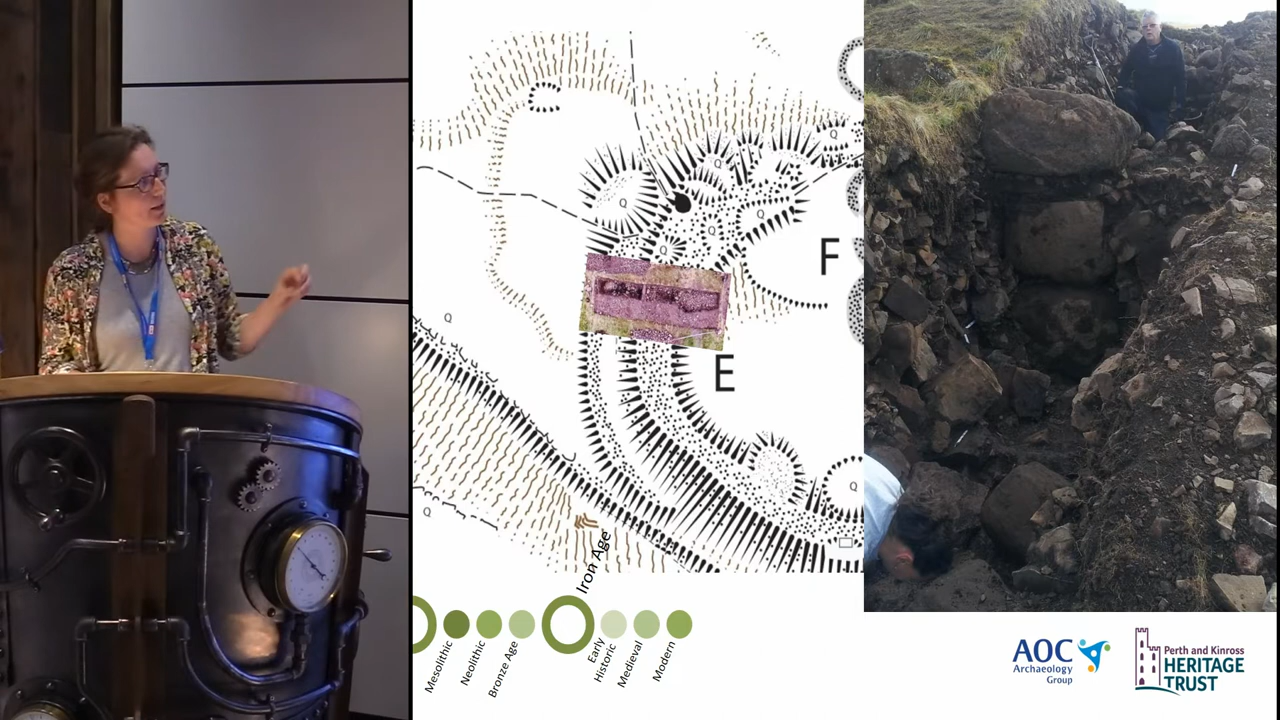 Q
Q
Q
Q
Q
Q
Q
F
E
Q
Q
Iron Age
Mesolithic
Neolithic
Bronze Age
Early
Historic
Medieval
Modern
AOC
Archaeology
Group
Perth and Kinross
HERITAGE
TRUST